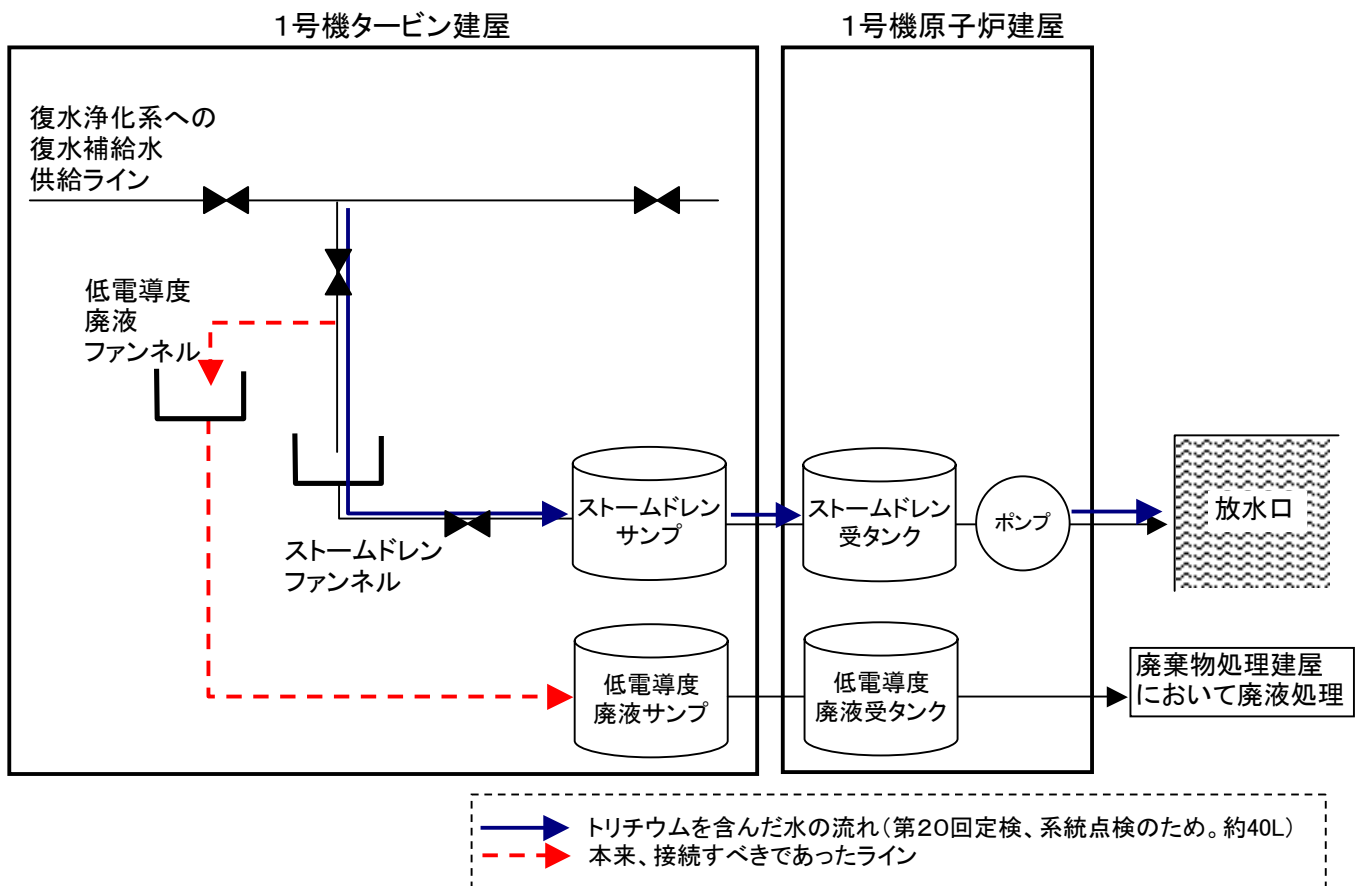 1号機タービン建屋
1号機原子炉建屋
復水浄化系への
復水補給水
供給ライン
低電導度
廃液
ファンネル
ストームドレン
ファンネル
ストームドレン
サンプ
ストームドレン
受タンク
ポンプ
放水口
低電導度
廃液サンプ
低電導度
廃液受タンク
廃棄物処理建屋
において廃液処理
トリチウムを含んだ水の流れ(第20回定検、系統点検のため。約40L)
本来、接続すべきであったライン